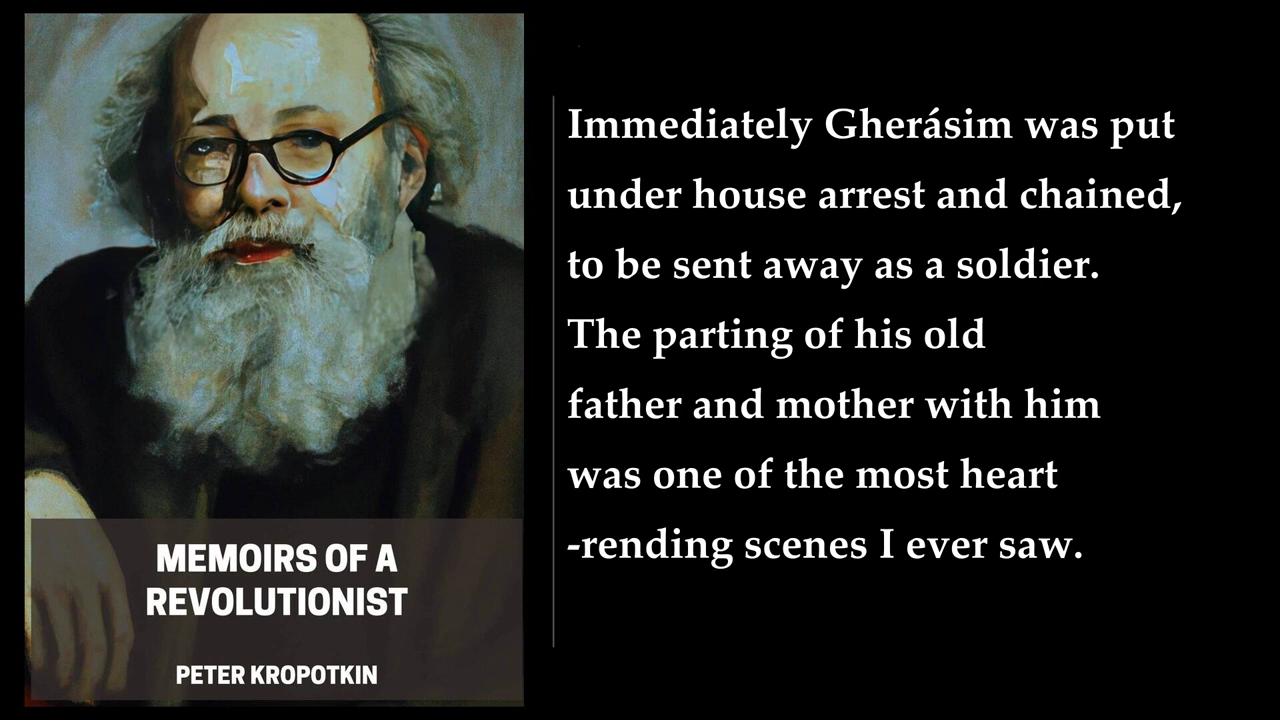 MEMOIRS OF A
REVOLUTIONIST
PETER KROPOTKIN
Immediately Gherásim was put
under house arrest and chained,
to be sent away as a soldier.
The parting of his old
father and mother with him
was one of the most heart
-rending scenes I ever saw.